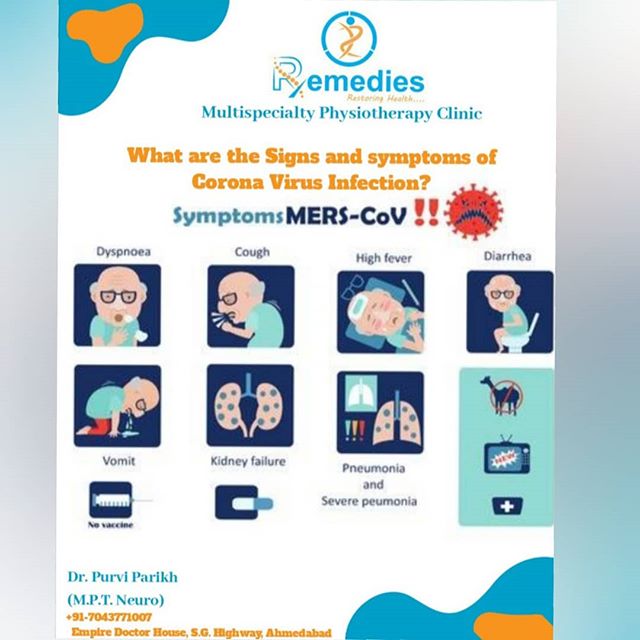 Remedies
Restoring Health....
Multispecialty Physiotherapy Clinic
What are the Signs and symptoms of
Corona Virus Infection?
Symptoms MERS-CoV !!
Dyspnoea
Cough
High fever
Diarrhea
Vomit
Kidney failure
Pneumonia
and
Severe peumonia
NEW
No vaccine
Dr. Purvi Parikh
(M.P.T. Neuro)
+91-7043771007
Empire Doctor House, S.G. Highway, Ahmedabad